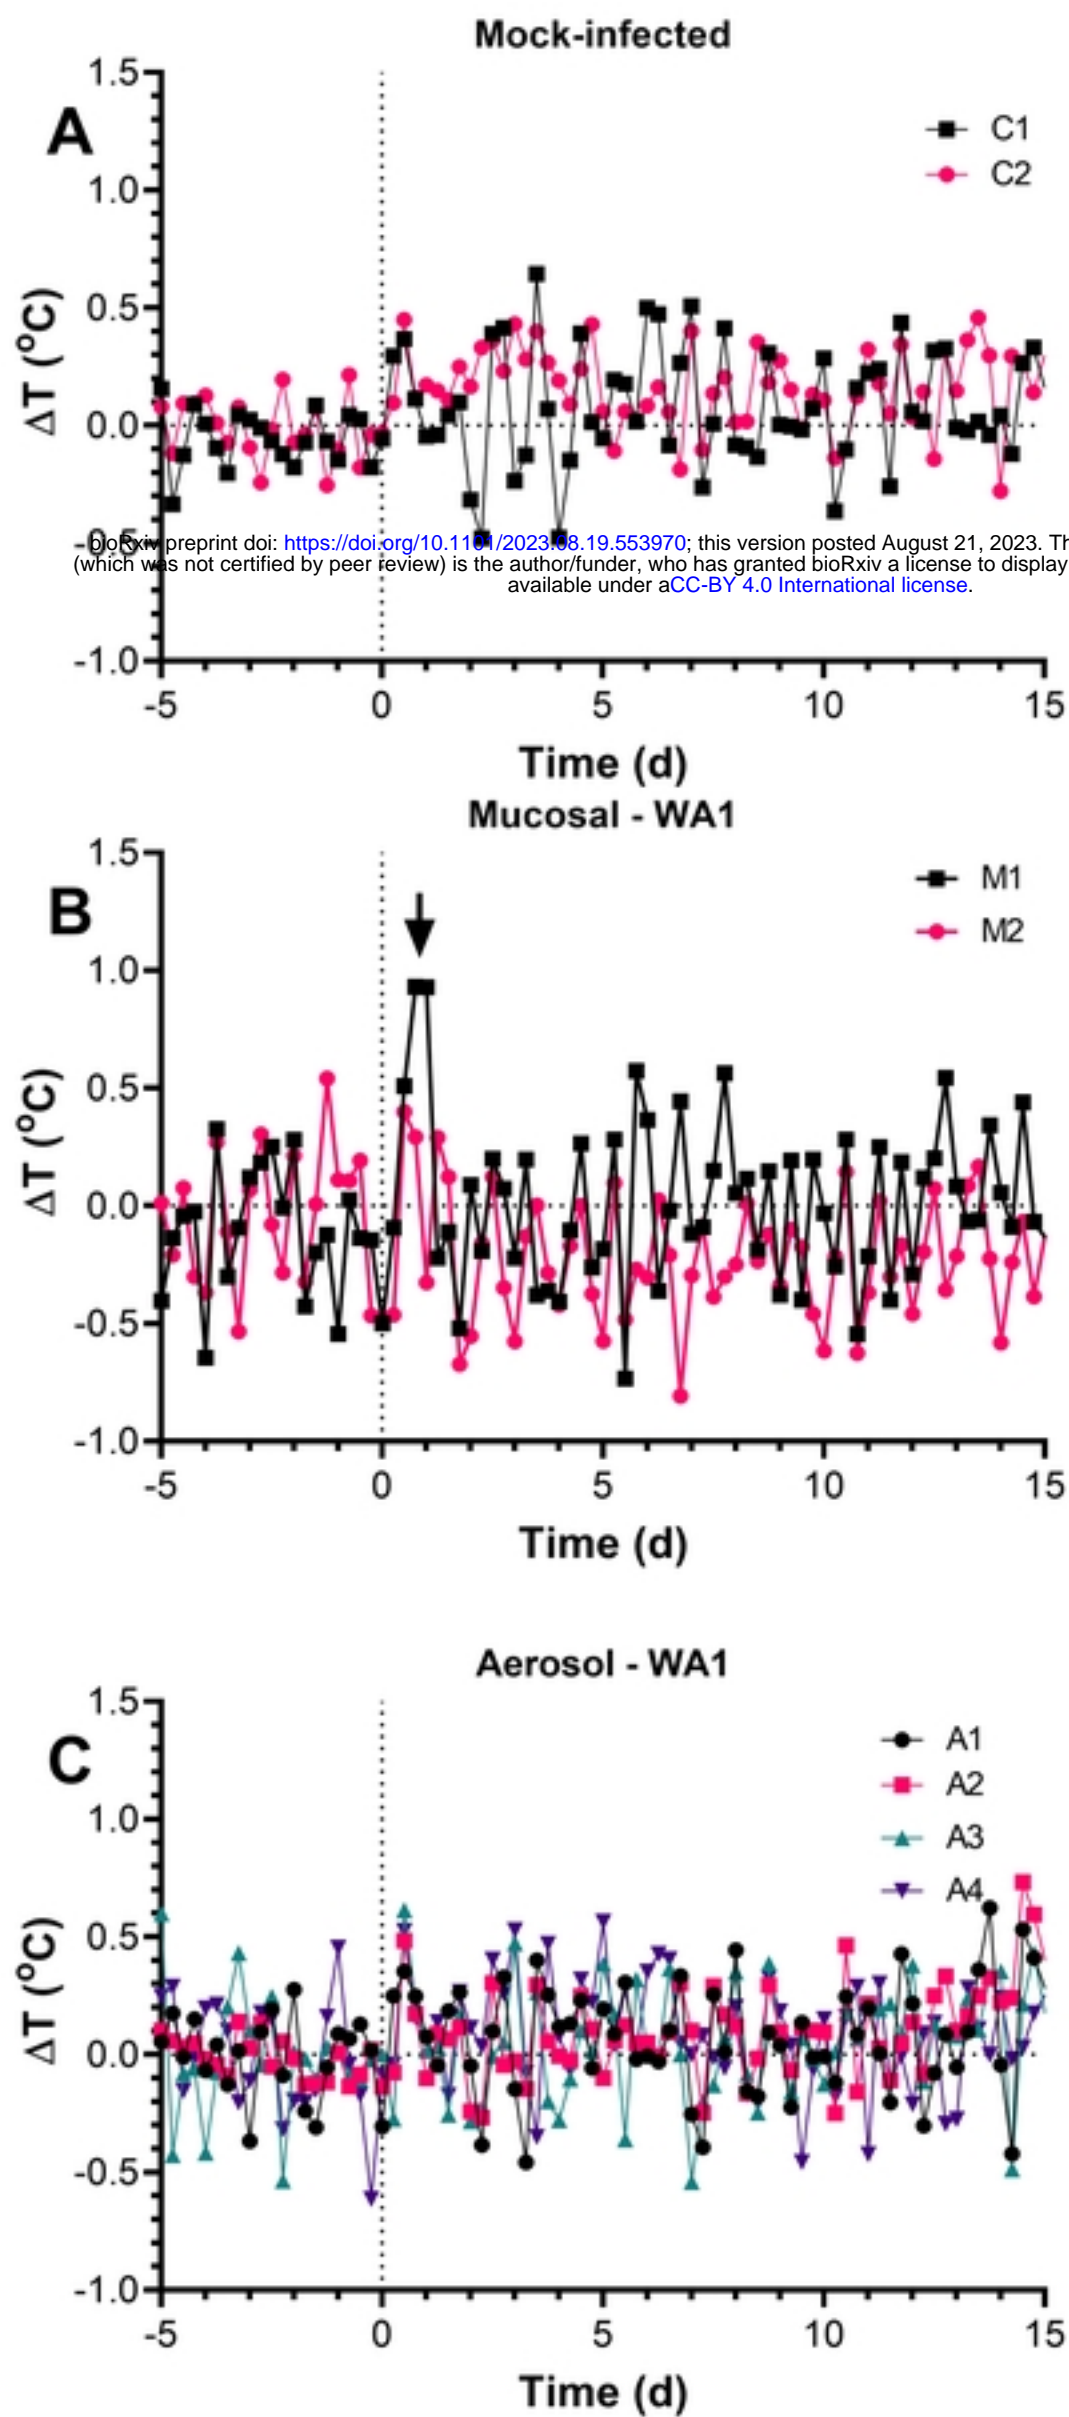 Mock-infected
A
1.5
1.0
0.5
0.0
-0.5
-1.0
ΔT (°C)
C1
C2
bioRxiv preprint doi: https://doi.org/10.1101/2023.08.19.553970; this version posted August 21, 2023. Th
(which was not certified by peer review) is the author/funder, who has granted bioRxiv a license to display
available under aCC-BY 4.0 International license.
-5 0 5 10 15
Time (d)
Mucosal - WA1
B
1.5
1.0
0.5
0.0
-0.5
-1.0
ΔT (°C)
M1
M2
-5 0 5 10 15
Time (d)
Aerosol - WA1
C
1.5
1.0
0.5
0.0
-0.5
-1.0
ΔT (°C)
A1
A2
A3
A4
-5 0 5 10 15
Time (d)